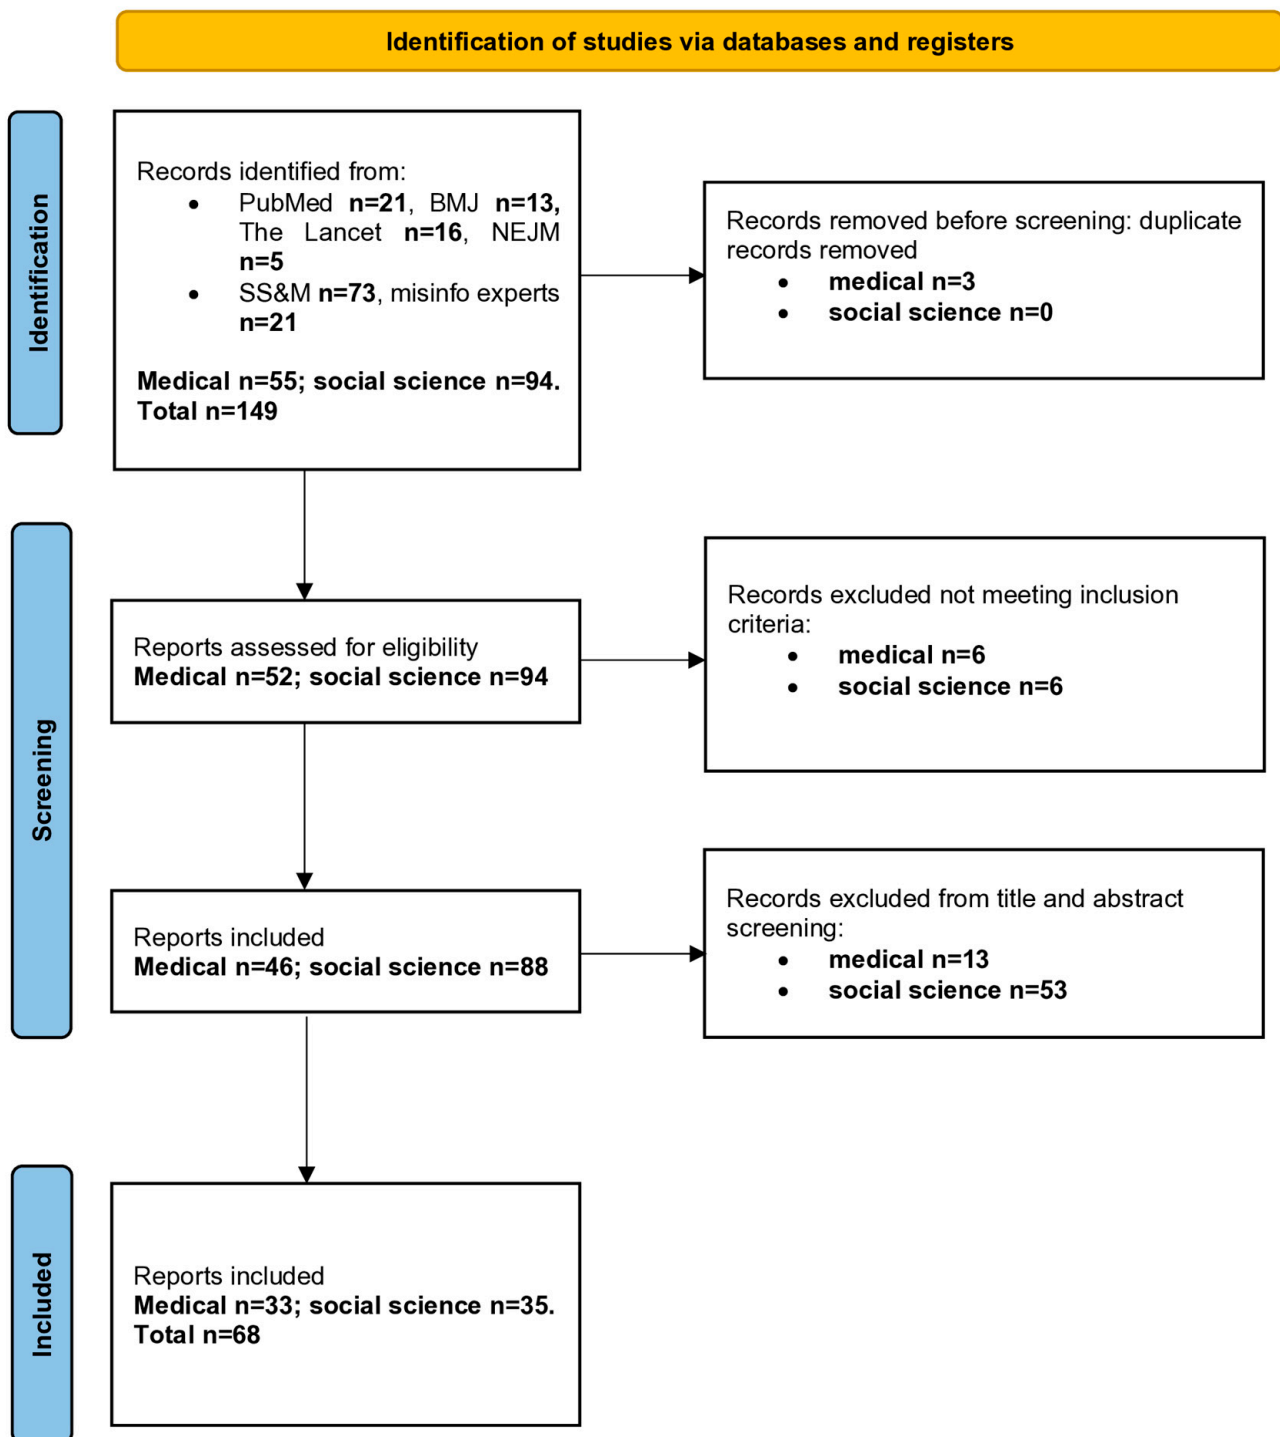 Identification of studies via databases and registers
Identification
Records identified from:
• PubMed n=21, BMJ n=13,
The Lancet n=16, NEJM
n=5
• SS&M n=73, misinfo experts
n=21
Medical n=55; social science n=94.
Total n=149
Records removed before screening: duplicate
records removed
• medical n=3
• social science n=0
Screening
Reports assessed for eligibility
Medical n=52; social science n=94
Records excluded not meeting inclusion
criteria:
• medical n=6
• social science n=6
Reports included
Medical n=46; social science n=88
Records excluded from title and abstract
screening:
• medical n=13
• social science n=53
Included
Reports included
Medical n=33; social science n=35.
Total n=68